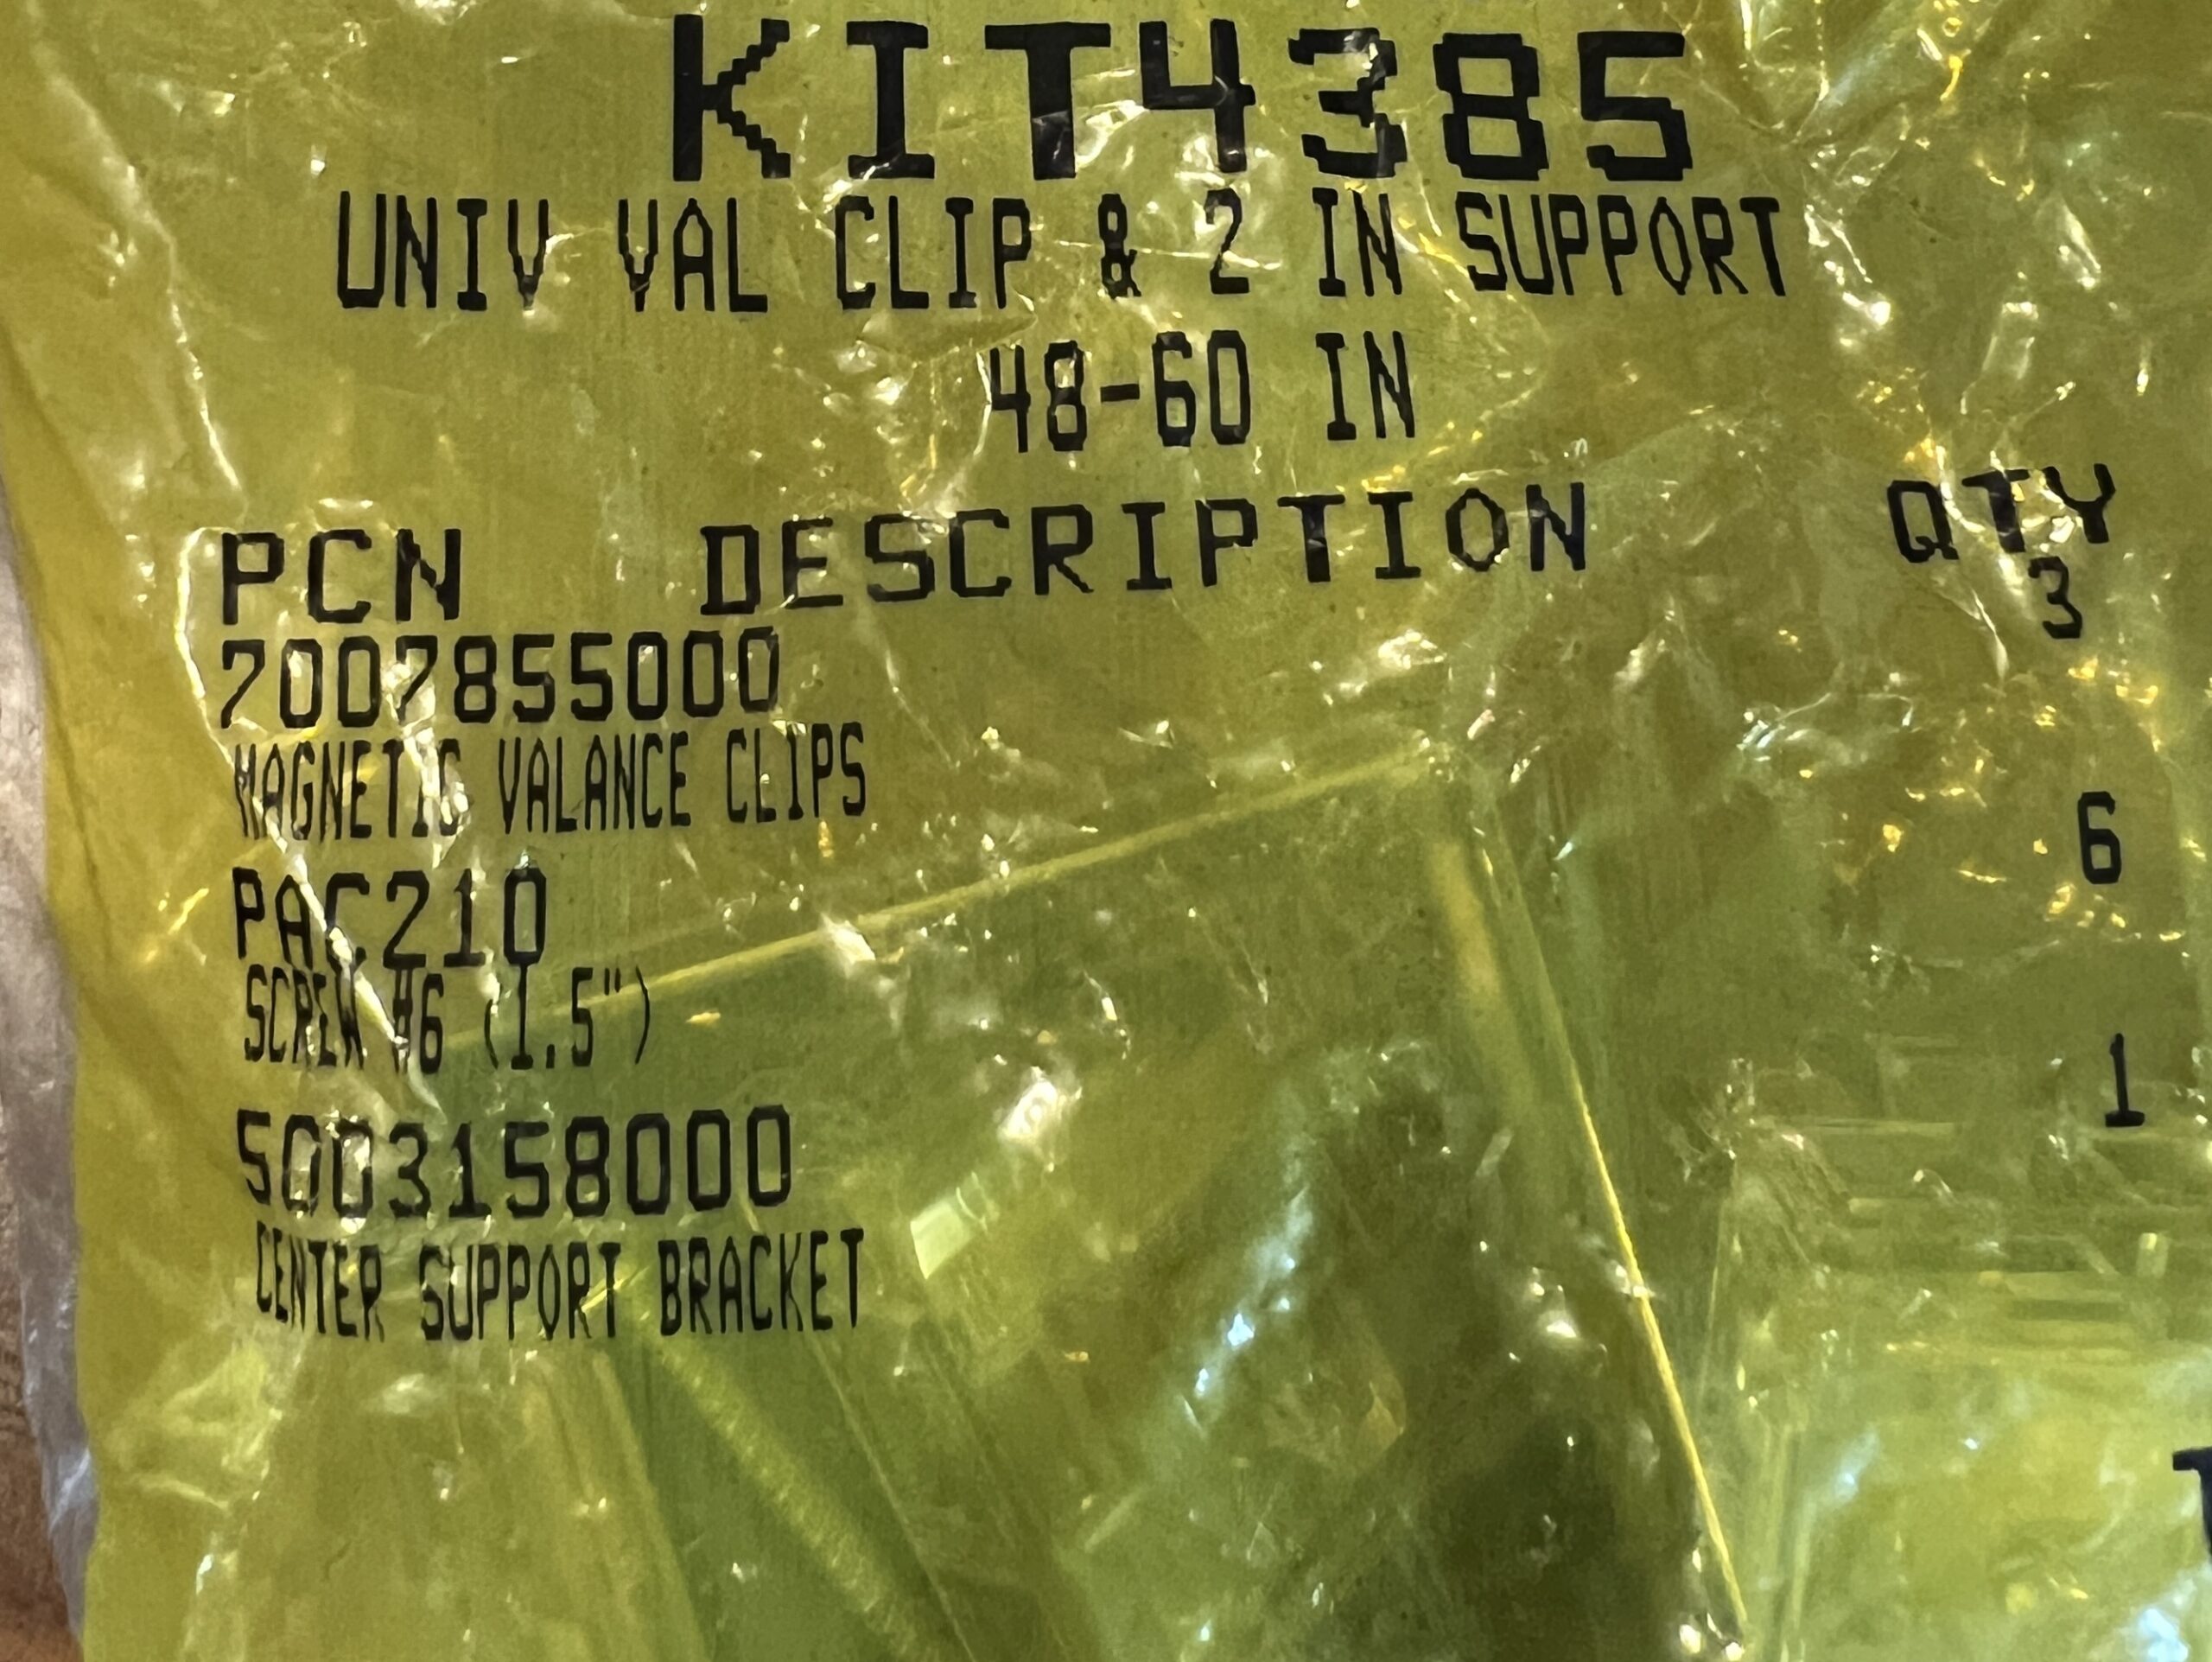 KIT4385
UNIV VAL CLIP & 2 IN SUPPORT
48-60 IN
PCN DESCRIPTION QTY
7007855000 3
MAGNETIC VALANCE CLIPS
PAC210 6
SCREW #6 (1.5")
5003158000 1
CENTER SUPPORT BRACKET